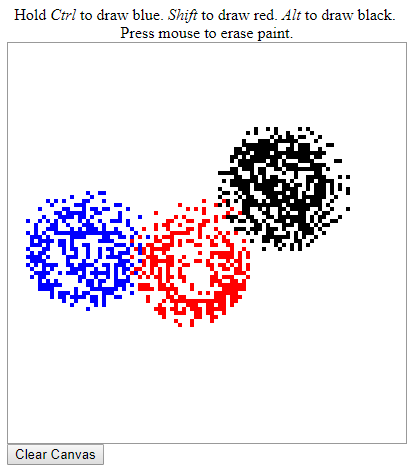 Hold Ctrl to draw blue. Shift to draw red. Alt to draw black.
Press mouse to erase paint.
Clear Canvas